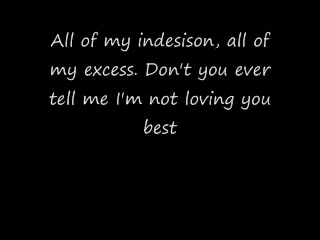 All of my indesison, all of
my excess. Don't you ever
tell me I'm not loving you
best